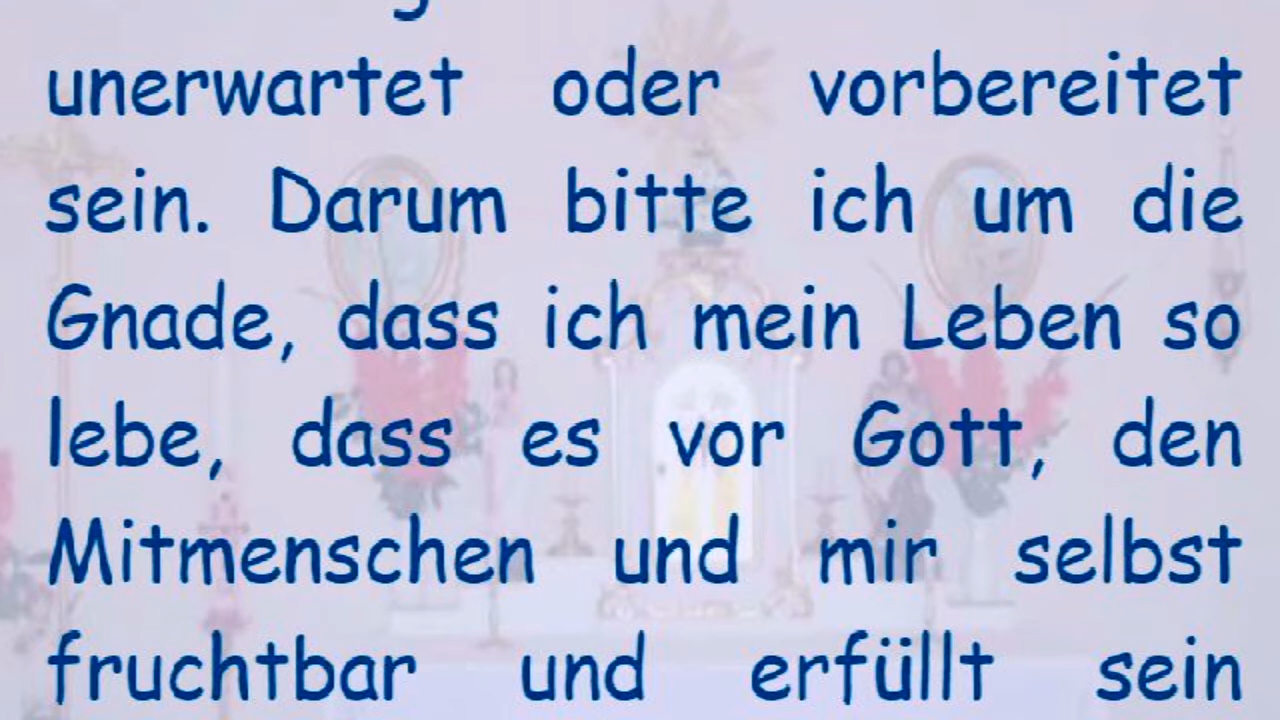 unerwartet oder vorbereitet
sein. Darum bitte ich um die
Gnade, dass ich mein Leben so
lebe, dass es vor Gott, den
Mitmenschen und mir selbst
fruchtbar und erfüllt sein